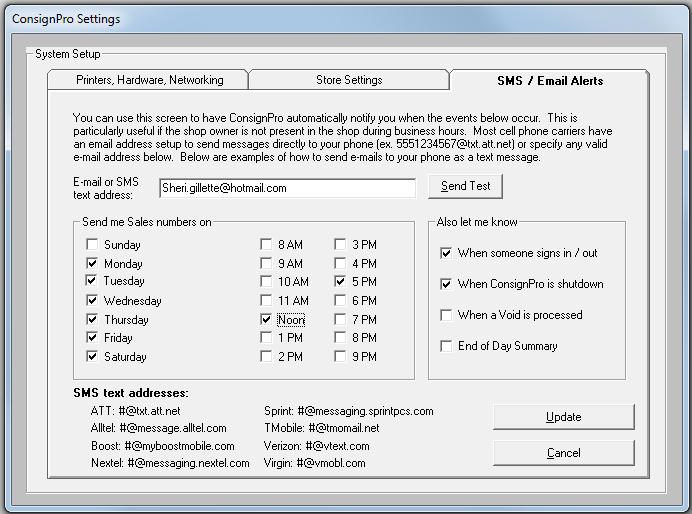 ConsignPro Settings
System Setup
Printers, Hardware, Networking
Store Settings
SMS / Email Alerts
You can use this screen to have ConsignPro automatically notify you when the events below occur. This is
particularly useful if the shop owner is not present in the shop during business hours. Most cell phone carriers have
an email address setup to send messages directly to your phone (ex. 5551234567@txt.att.net) or specify any valid
e-mail address below. Below are examples of how to send e-mails to your phone as a text message.
E-mail or SMS
text address:
Sheri.gillette@hotmail.com
Send Test
Send me Sales numbers on
Sunday
Monday
Tuesday
Wednesday
Thursday
Friday
Saturday
8 AM
9 AM
10 AM
11 AM
Noon
1 PM
2 PM
3 PM
4 PM
5 PM
6 PM
7 PM
8 PM
9 PM
Also let me know
When someone signs in / out
When ConsignPro is shutdown
When a Void is processed
End of Day Summary
SMS text addresses:
ATT: #@txt.att.net
Alltel: #@message.alltel.com
Boost: #@myboostmobile.com
Nextel: #@messaging.nextel.com
Sprint: #@messaging.sprintpcs.com
TMobile: #@tmomail.net
Verizon: #@vtext.com
Virgin: #@vmobl.com
Update
Cancel